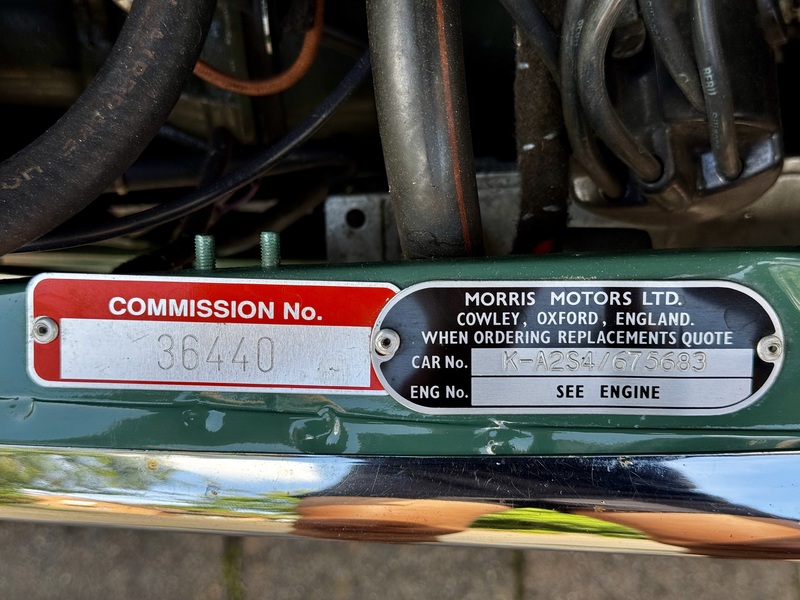 COMMISSION No.
36440
MORRIS MOTORS LTD.
COWLEY, OXFORD, ENGLAND.
WHEN ORDERING REPLACEMENTS QUOTE
CAR No. K-A2S4/675683
ENG No. SEE ENGINE